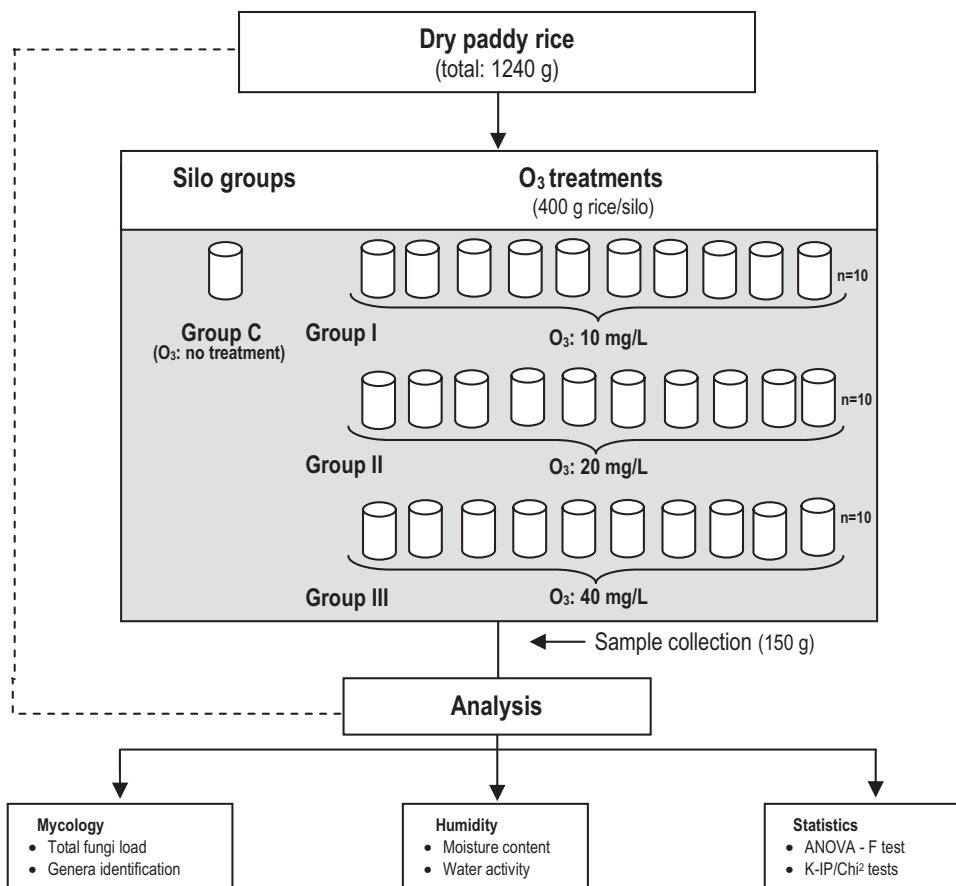 Dry paddy rice
(total: 1240 g)
Silo groups
O₃ treatments
(400 g rice/silo)
n=10
Group C
(O₃: no treatment)
Group I
O₃: 10 mg/L
n=10
Group II
O₃: 20 mg/L
n=10
Group III
O₃: 40 mg/L
Sample collection (150 g)
Analysis
Mycology
• Total fungi load
• Genera identification
Humidity
• Moisture content
• Water activity
Statistics
• ANOVA - F test
• K-IP/Chi² tests